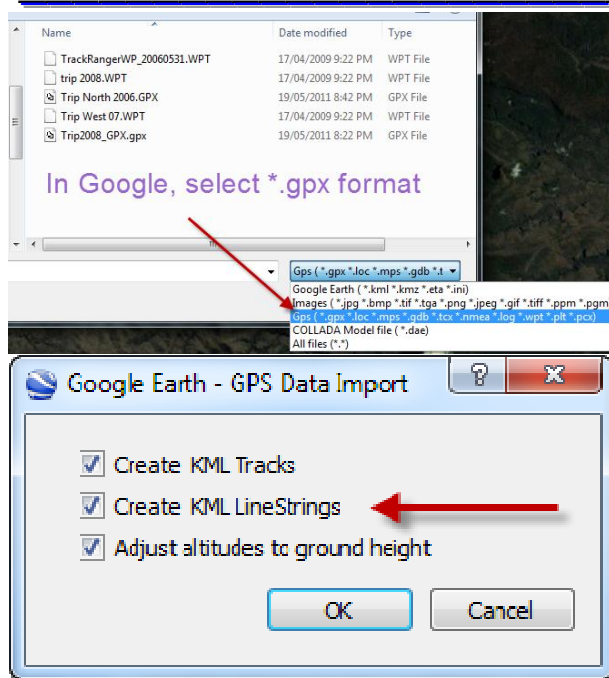 Name Date modified Type
TrackRangerWP_20060531.WPT 17/04/2009 9:22 PM WPT File
trip 2008.WPT 17/04/2009 9:22 PM WPT File
Trip North 2006.GPX 19/05/2011 8:42 PM GPX File
Trip West 07.WPT 17/04/2009 9:22 PM WPT File
Trip2008_GPX.gpx 19/05/2011 8:22 PM GPX File
In Google, select *.gpx format
Gps ( *.gpx *.loc *.mps *.gdb *.t
Google Earth ( *.kml *.kmz *.eta *.ini)
Images ( *.jpg *.bmp *.tif *.tga *.png *.jpeg *.gif *.tiff *.ppm *.pgm
Gps ( *.gpx *.loc *.mps *.gdb *.tcx *.nmea *.log *.wpt *.plt *.pcx)
COLLADA Model file ( *.dae)
All files (*.*)
Google Earth - GPS Data Import
Create KML Tracks
Create KML LineStrings
Adjust altitudes to ground height
OK Cancel